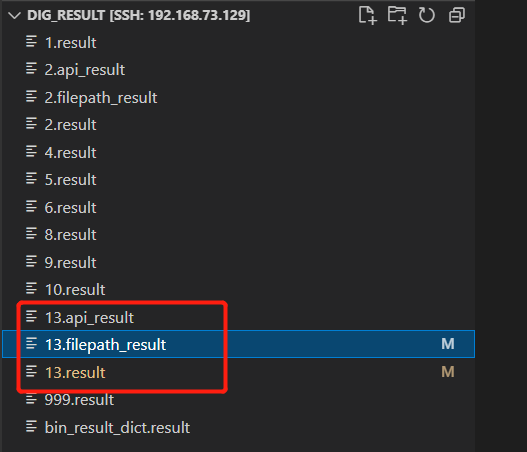 DIG_RESULT [SSH: 192.168.73.129]
1.result
2.api_result
2.filepath_result
2.result
4.result
5.result
6.result
8.result
9.result
10.result
13.api_result
13.filepath_result M
13.result M
999.result
bin_result_dict.result